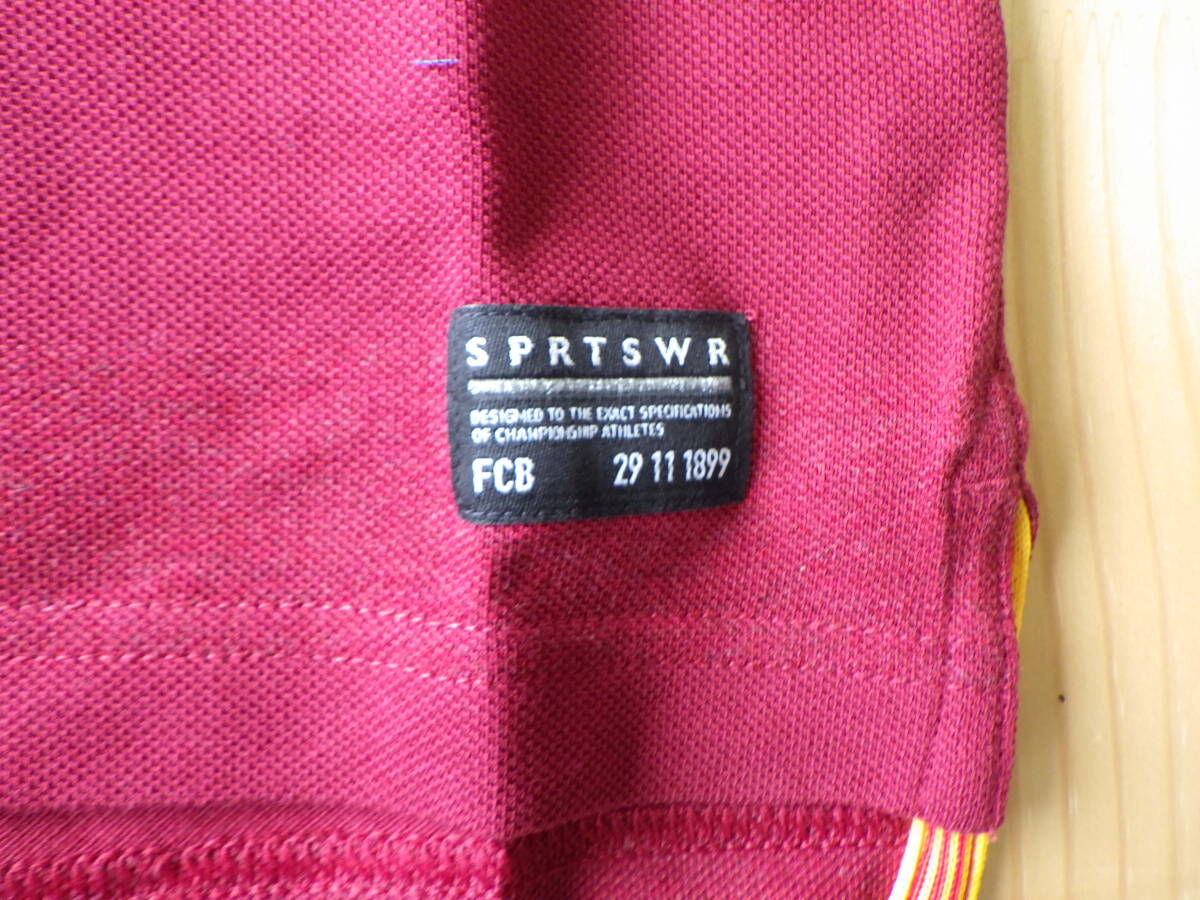 SPRTSWR
DESIGNED TO THE EXACT SPECIFICATIONS
OF CHAMPIONSHIP ATHLETES
FCB 29 11 1899